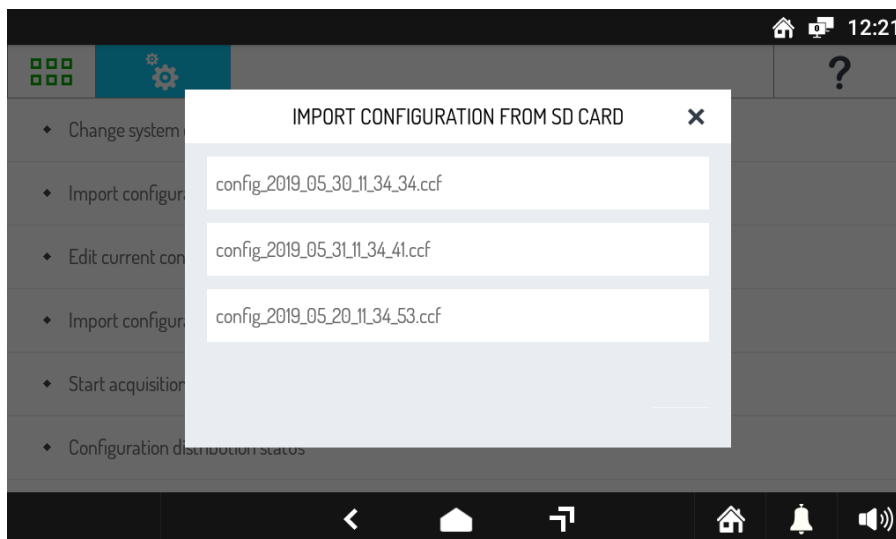 12:21
?
IMPORT CONFIGURATION FROM SD CARD
Change system
config_2019_05_30_11_34_34.ccf
Import configur
config_2019_05_31_11_34_41.ccf
Edit current con
config_2019_05_20_11_34_53.ccf
Import configur
Start acquisition
Configuration distribution status